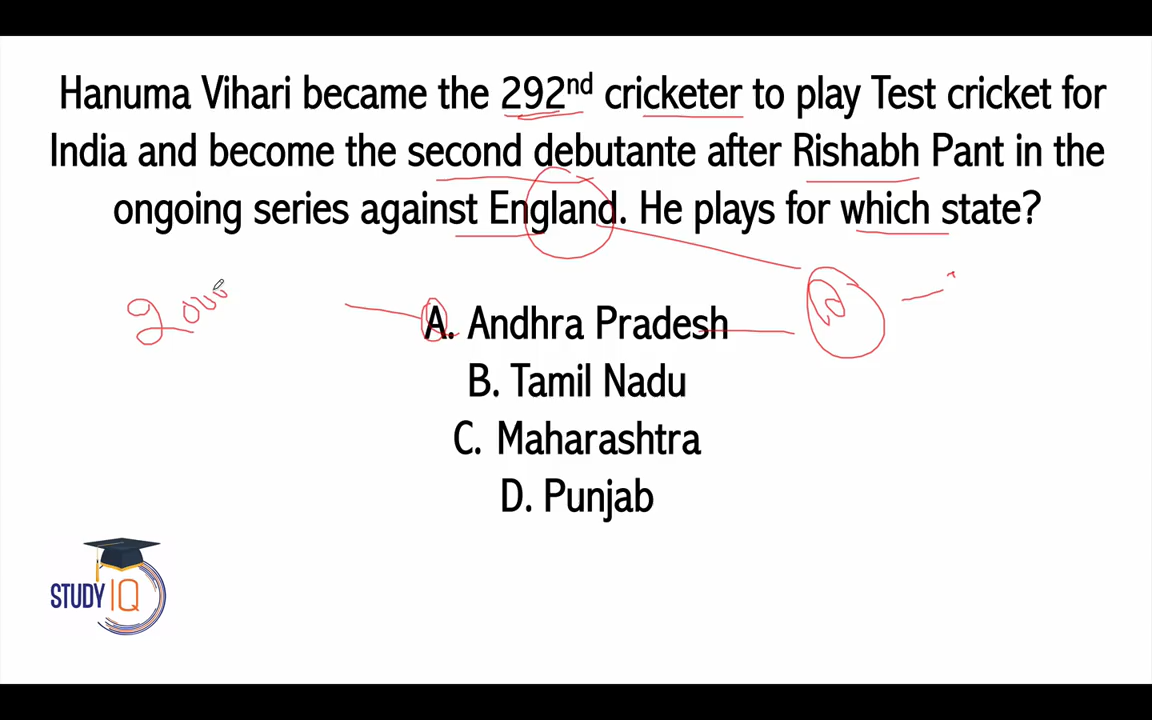 Hanuma Vihari became the 292nd cricketer to play Test cricket for
India and become the second debutante after Rishabh Pant in the
ongoing series against England. He plays for which state?
A. Andhra Pradesh
B. Tamil Nadu
C. Maharashtra
D. Punjab
STUDY IQ